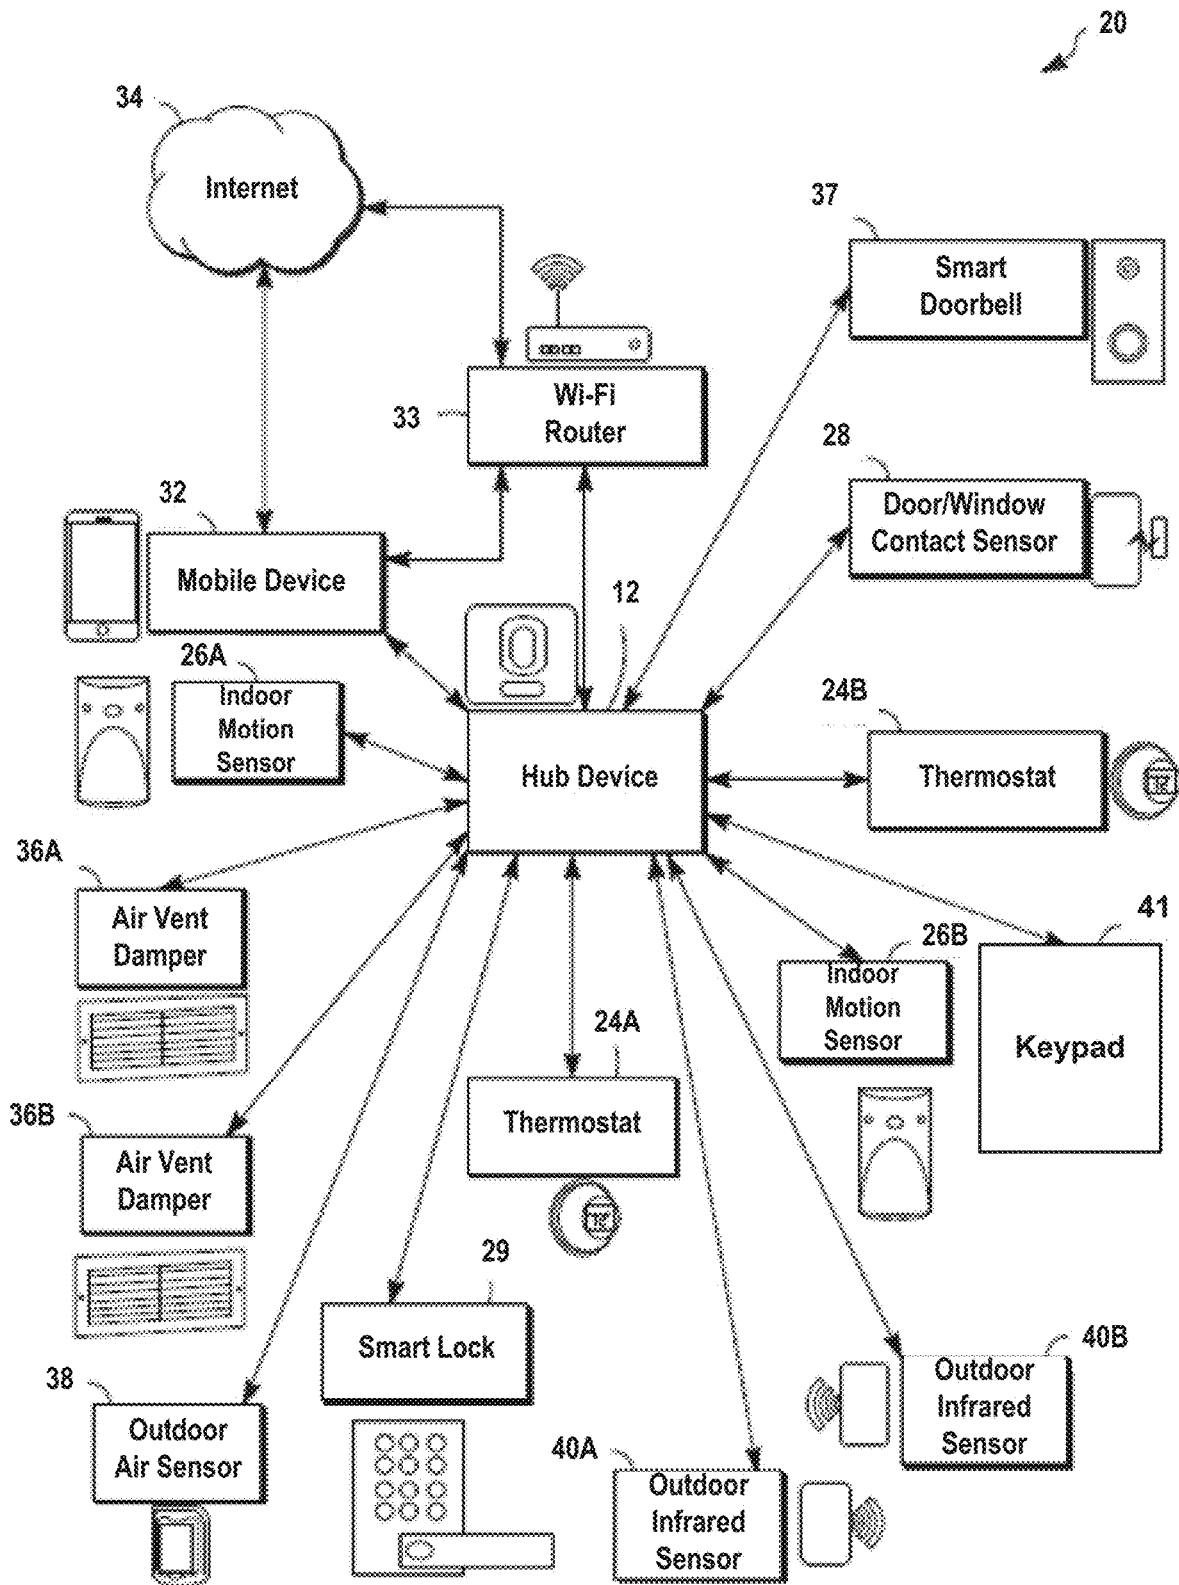 20
34
Internet
37
Smart
Doorbell
Wi-Fi
Router
33
28
Door/Window
Contact Sensor
32
Mobile Device
12
26A
Indoor
Motion
Sensor
24B
Thermostat
Hub Device
36A
Air Vent
Damper
41
Keypad
26B
Indoor
Motion
Sensor
24A
Thermostat
36B
Air Vent
Damper
29
Smart Lock
38
Outdoor
Air Sensor
40B
Outdoor
Infrared
Sensor
40A
Outdoor
Infrared
Sensor